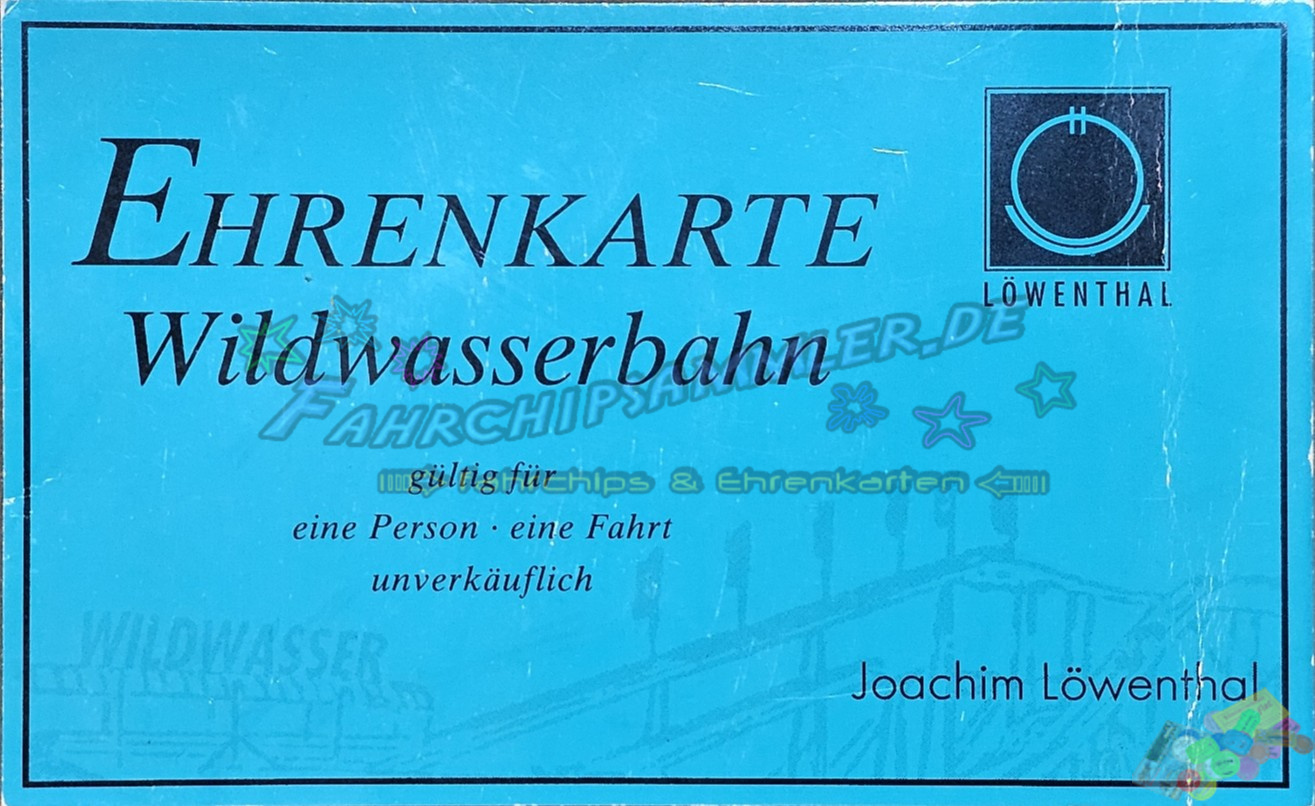 EHRENKARTE
LÖWENTHAL
Wildwasserbahn
FAHRCHIPSAMMLER.DE
gültig für
Fahrchips & Ehrenkarten
eine Person · eine Fahrt
unverkäuflich
WILDWASSER
Joachim Löwenthal